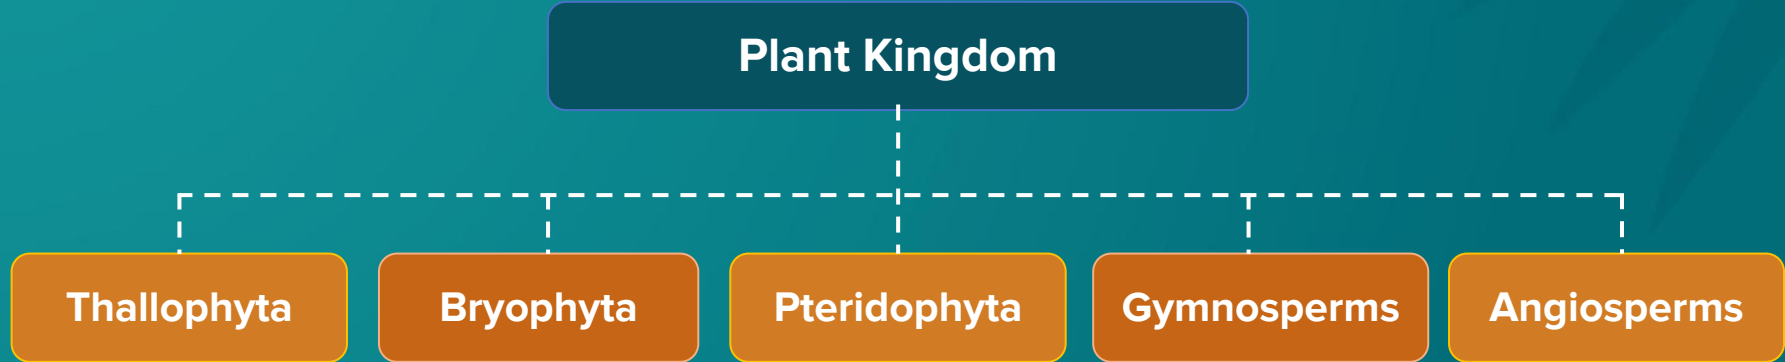 Plant Kingdom
Thallophyta
Bryophyta
Pteridophyta
Gymnosperms
Angiosperms